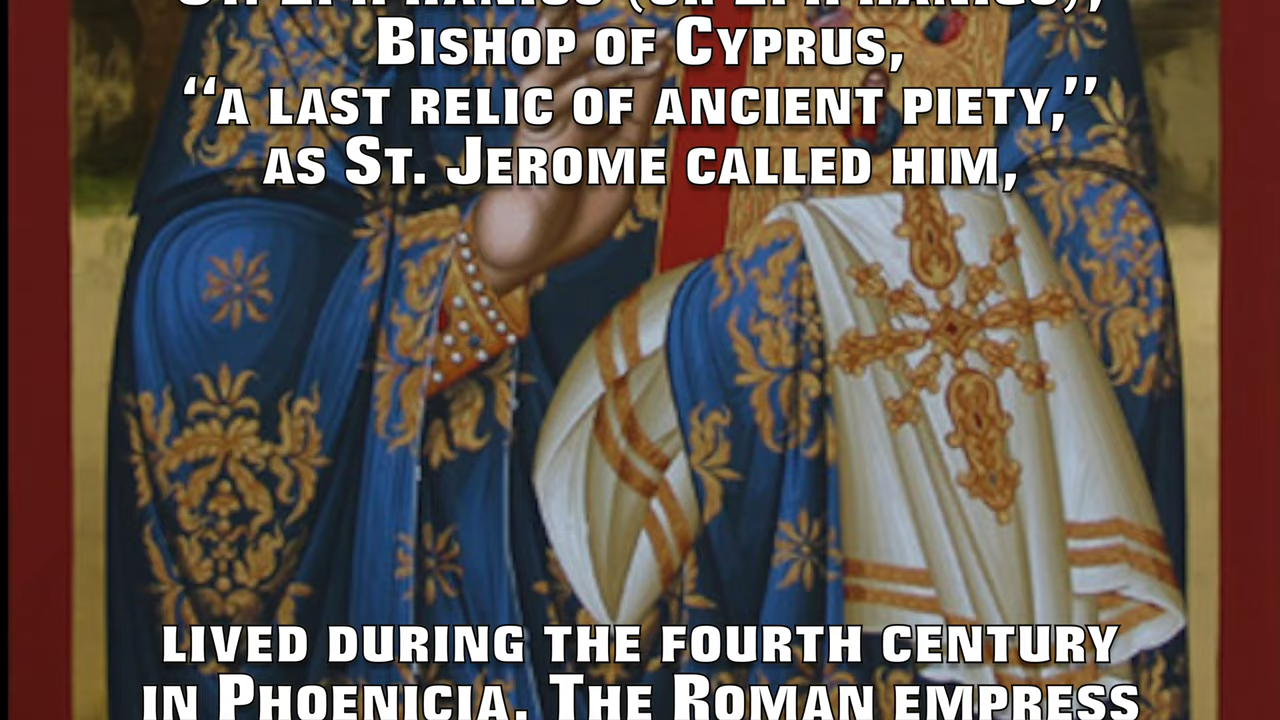 Bishop of Cyprus,
“a last relic of ancient piety,”
as St. Jerome called him,
lived during the fourth century
in Phoenicia. The Roman empress